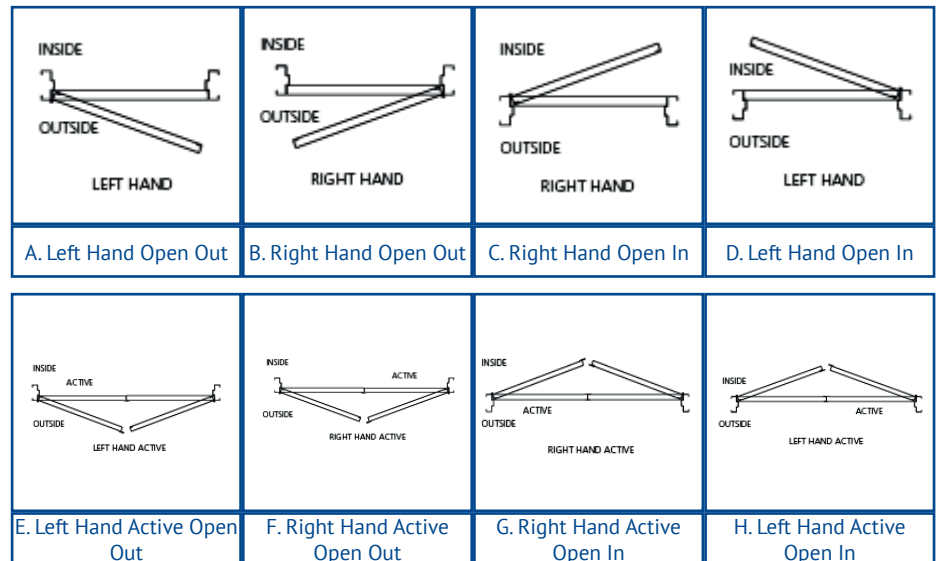 INSIDE
OUTSIDE
LEFT HAND
A. Left Hand Open Out
INSIDE
OUTSIDE
RIGHT HAND
B. Right Hand Open Out
INSIDE
OUTSIDE
RIGHT HAND
C. Right Hand Open In
INSIDE
OUTSIDE
LEFT HAND
D. Left Hand Open In
INSIDE
ACTIVE
OUTSIDE
LEFT HAND ACTIVE
E. Left Hand Active Open
Out
INSIDE
ACTIVE
OUTSIDE
RIGHT HAND ACTIVE
F. Right Hand Active
Open Out
INSIDE
ACTIVE
OUTSIDE
RIGHT HAND ACTIVE
G. Right Hand Active
Open In
INSIDE
ACTIVE
OUTSIDE
LEFT HAND ACTIVE
H. Left Hand Active
Open In